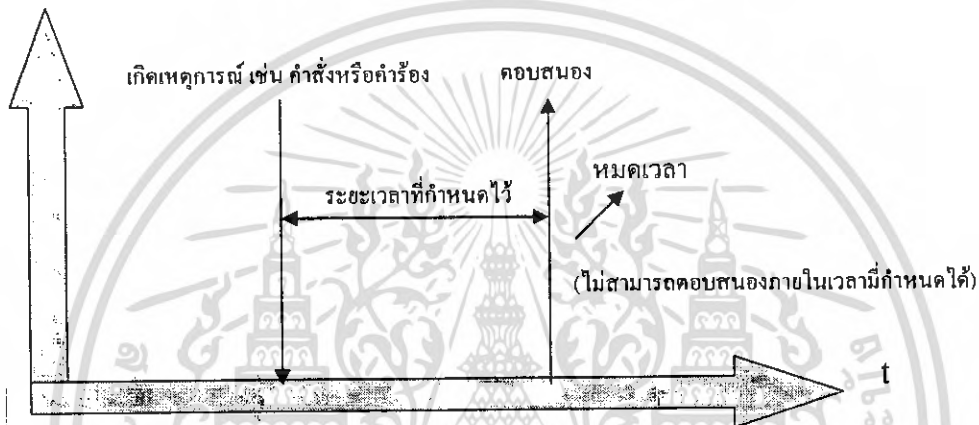 เกิดเหตุการณ์ เช่น คำสั่งหรือคำร้อง ตอบสนอง
หมดเวลา
ระยะเวลาที่กำหนดไว้
(ไม่สามารถตอบสนองภายในเวลามี่กำหนดได้)
t